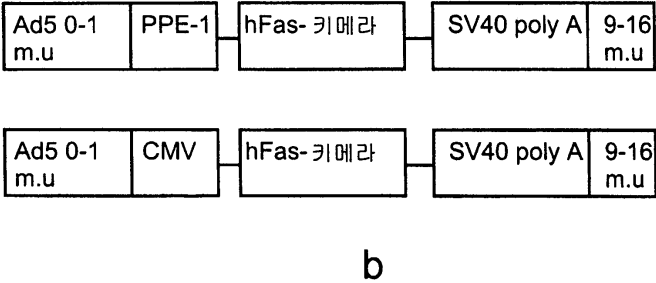 Ad5 0-1 PPE-1 hFas- 키메라 SV40 poly A 9-16
m.u m.u
Ad5 0-1 CMV hFas- 키메라 SV40 poly A 9-16
m.u m.u
b